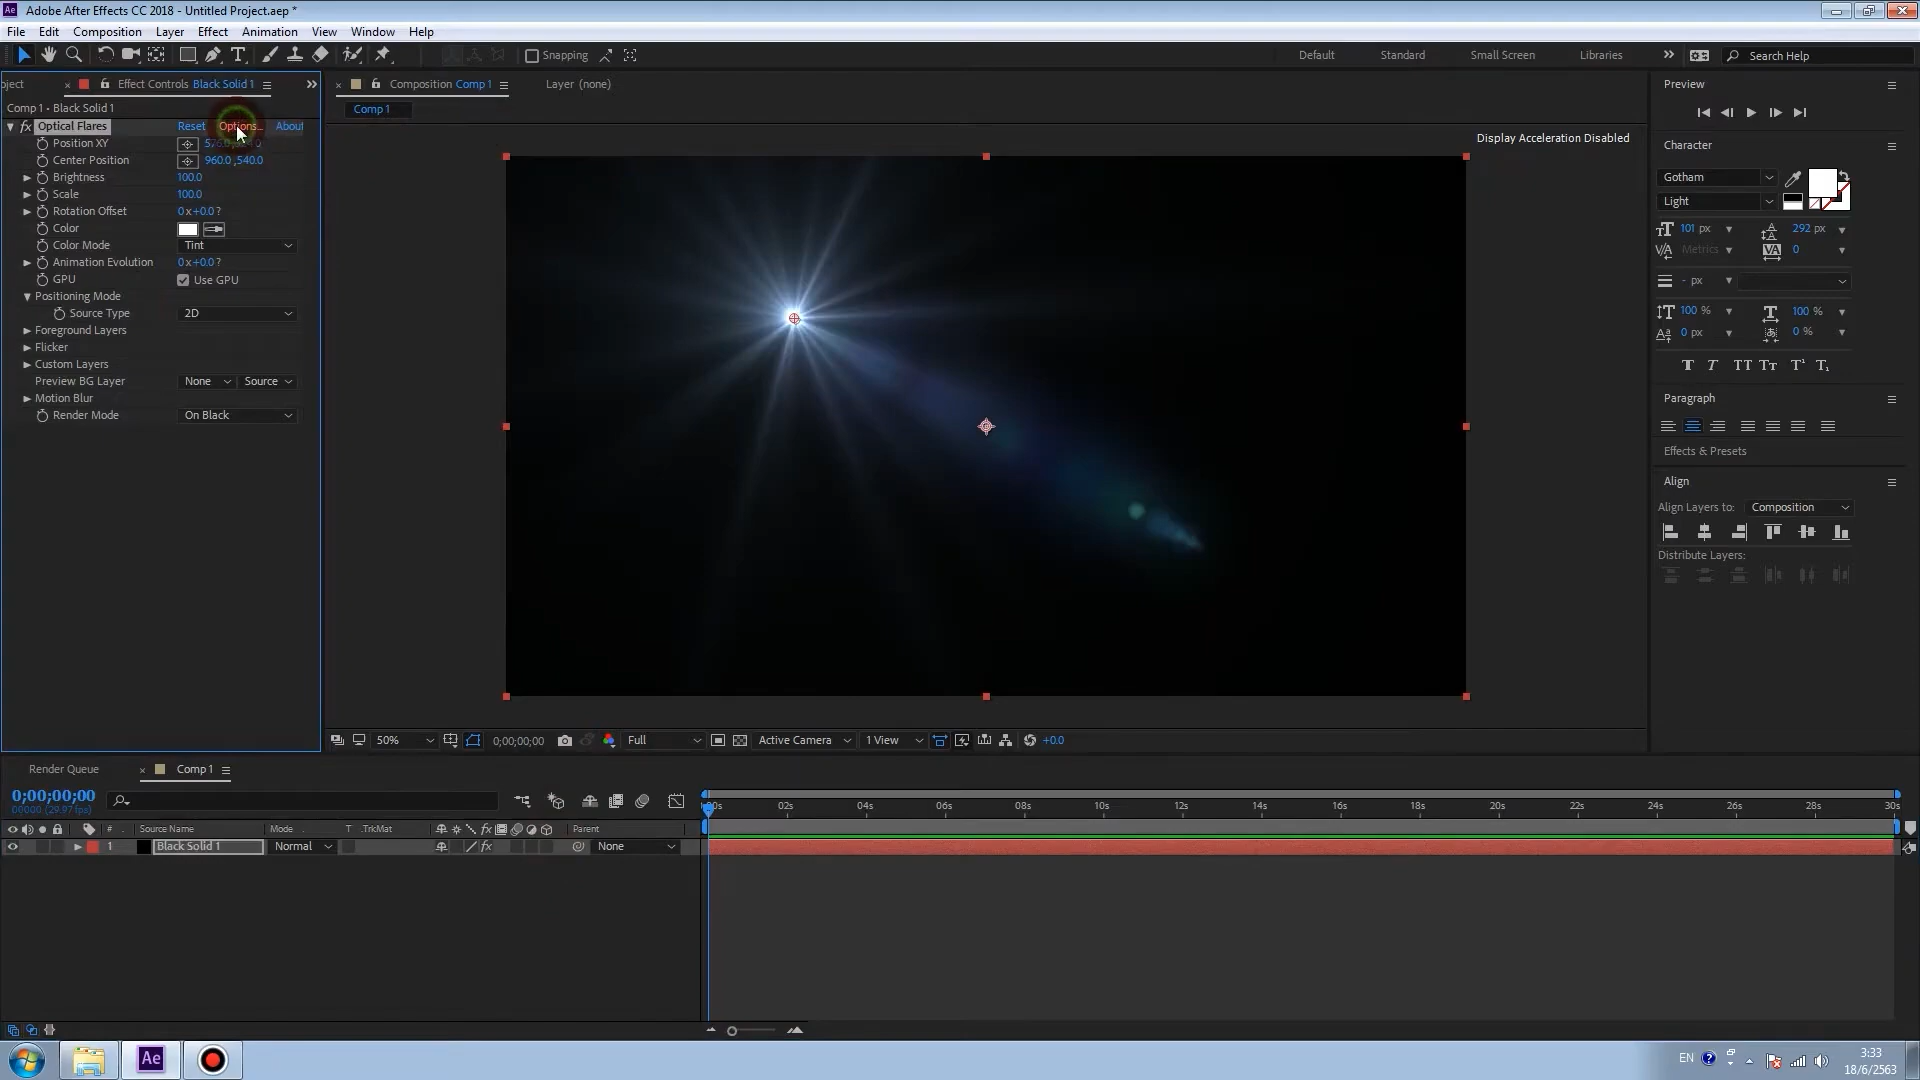 Adobe After Effects CC 2018 - Untitled Project.aep *
File Edit Composition Layer Effect Animation View Window Help
Snapping
Default Standard Small Screen Libraries
Search Help
oject
Effect Controls Black Solid 1
Comp 1 • Black Solid 1
fx Optical Flares Reset Options... About
Position XY
Center Position 960.0 ,540.0
Brightness 100.0
Scale 100.0
Rotation Offset 0 x+0.0 ?
Color
Color Mode Tint
Animation Evolution 0 x+0.0 ?
GPU Use GPU
Positioning Mode
Source Type 2D
Foreground Layers
Flicker
Custom Layers
Preview BG Layer None Source
Motion Blur
Render Mode On Black
Composition Comp 1
Layer (none)
Comp 1
Display Acceleration Disabled
50% 0;00;00;00 Full Active Camera 1 View +0.0
Preview
Character
Gotham
Light
101 px 292 px
Metrics 0
- px
100 % 100 %
0 px 0 %
T T TT Tт T¹ T₁
Paragraph
Effects & Presets
Align
Align Layers to: Composition
Distribute Layers:
Render Queue
Comp 1
0;00;00;00
00000 (29.97 fps)
# Source Name Mode T .TrkMat Parent
1 Black Solid 1 Normal None
:00s 02s 04s 06s 08s 10s 12s 14s 16s 18s 20s 22s 24s 26s 28s 30s
Ae
EN
3:33
18/6/2563